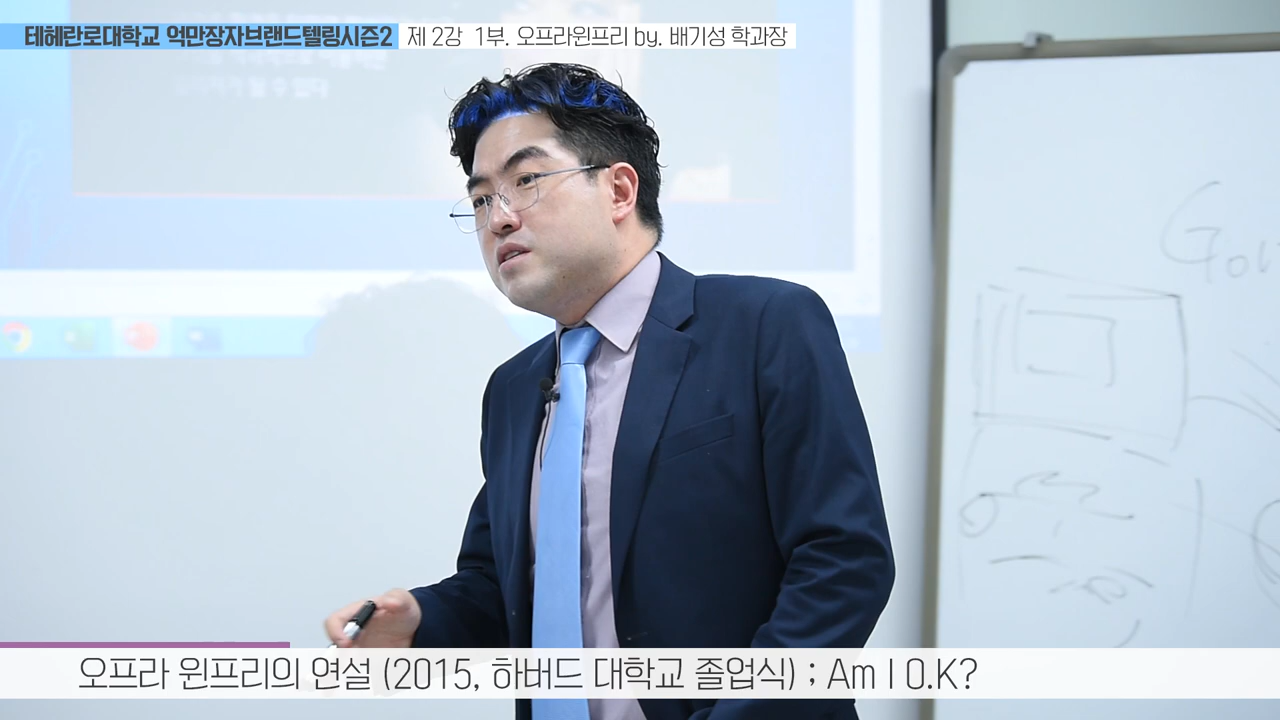 테헤란로대학교 억만장자브랜드텔링시즌2 제 2강 1부. 오프라윈프리 by. 배기성 학과장
오프라 윈프리의 연설 (2015, 하버드 대학교 졸업식) ; Am I O.K?